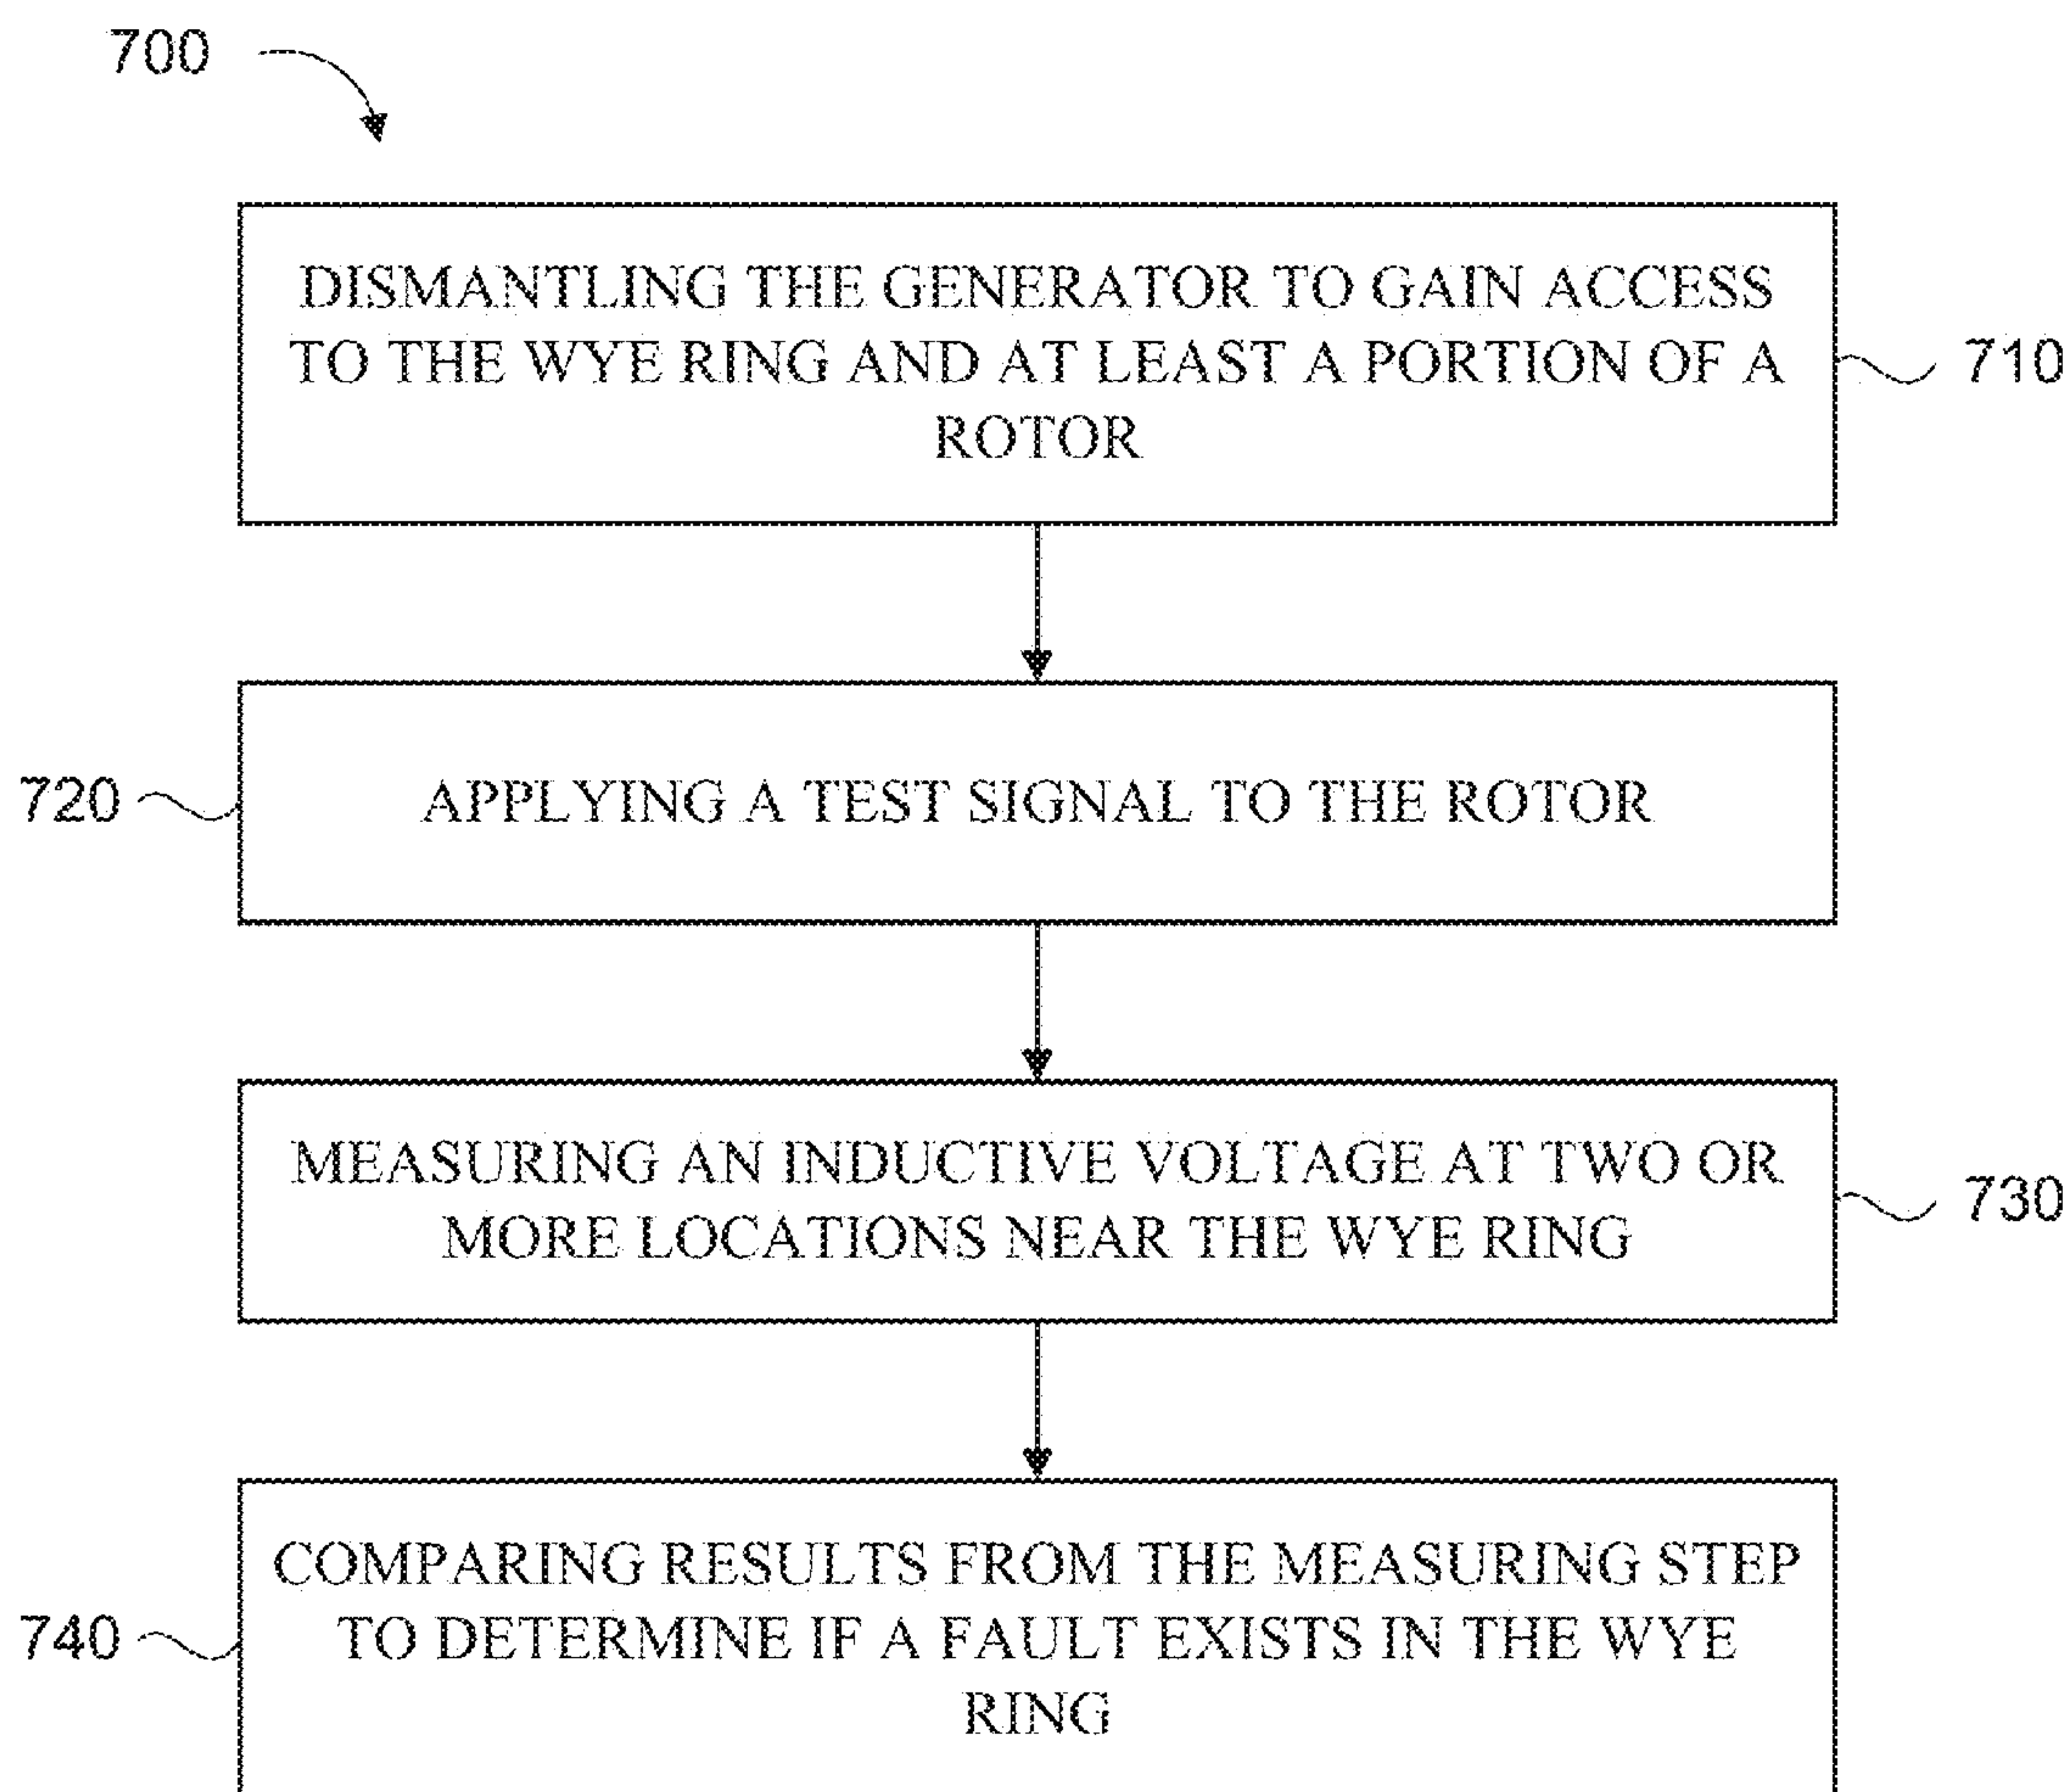 700
DISMANTLING THE GENERATOR TO GAIN ACCESS
TO THE WYE RING AND AT LEAST A PORTION OF A
ROTOR
710
720
APPLYING A TEST SIGNAL TO THE ROTOR
MEASURING AN INDUCTIVE VOLTAGE AT TWO OR
MORE LOCATIONS NEAR THE WYE RING
730
COMPARING RESULTS FROM THE MEASURING STEP
740
TO DETERMINE IF A FAULT EXISTS IN THE WYE
RING